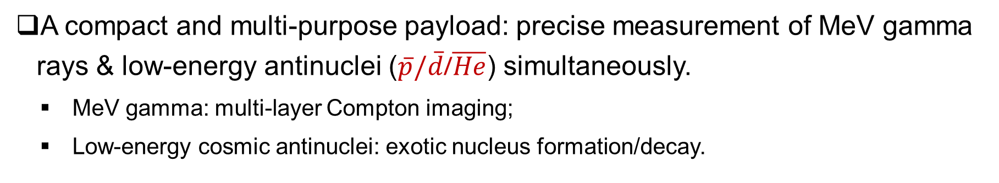 ❑A compact and multi-purpose payload: precise measurement of MeV gamma
rays & low-energy antinuclei (p̄/d̄/H̅e̅) simultaneously.
▪ MeV gamma: multi-layer Compton imaging;
▪ Low-energy cosmic antinuclei: exotic nucleus formation/decay.